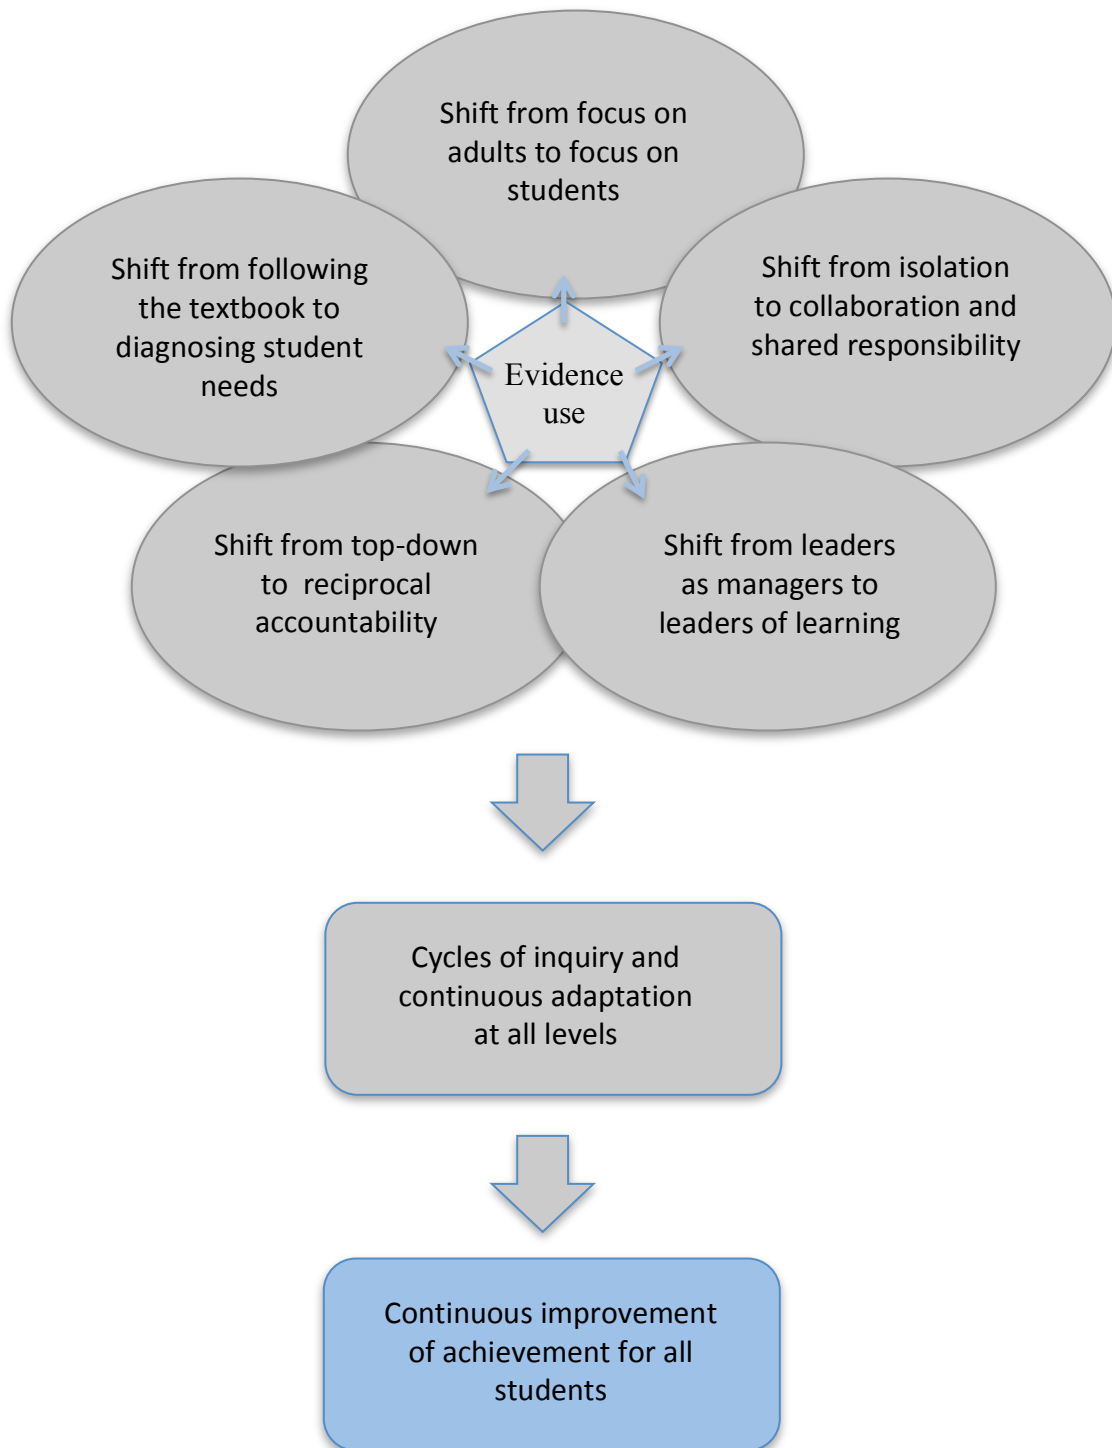 Shift from focus on
adults to focus on
students
Shift from following
the textbook to
diagnosing student
needs
Shift from isolation
to collaboration and
shared responsibility
Evidence
use
Shift from top-down
to  reciprocal
accountability
Shift from leaders
as managers to
leaders of learning
Cycles of inquiry and
continuous adaptation
at all levels
Continuous improvement
of achievement for all
students